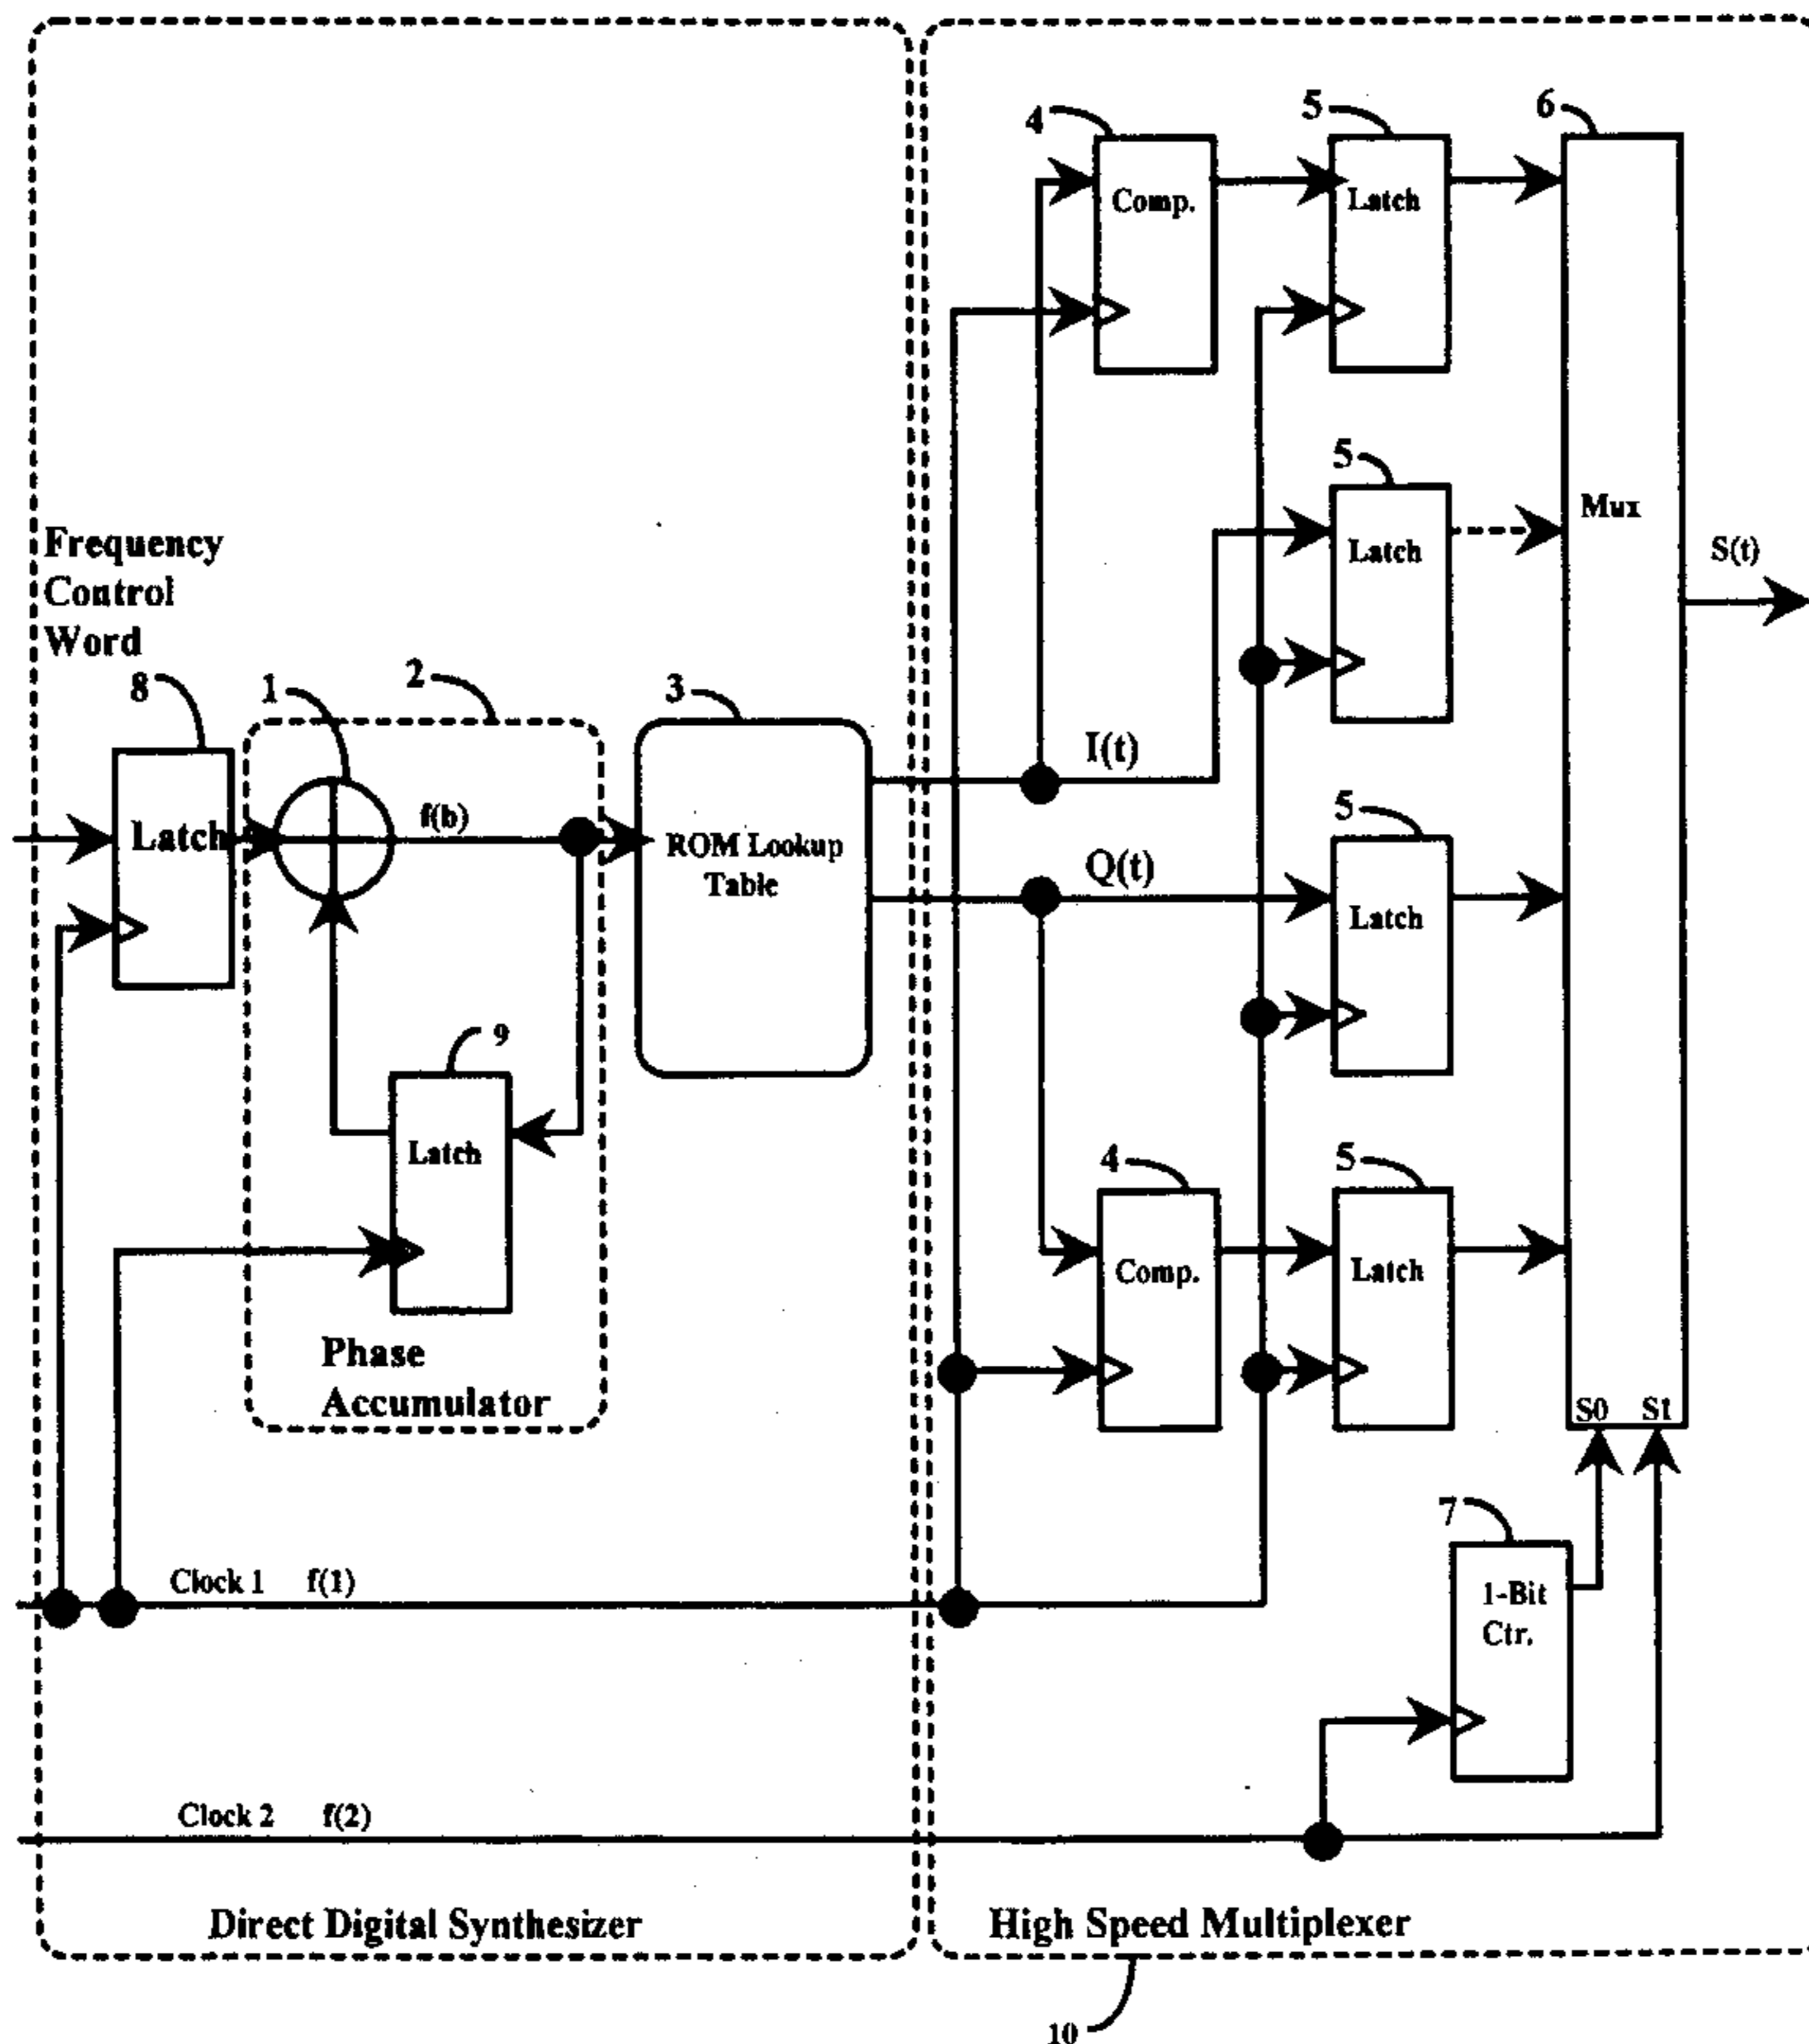 4
5
6
Comp.
Latch
5
Latch
Mux
S(t)
Frequency
Control
Word
8
1
2
3
I(t)
Latch
f(b)
ROM Lookup
Table
5
Q(t)
Latch
9
Latch
4
5
Comp.
Latch
Phase
Accumulator
S0 S1
7
1-Bit
Ctr.
Clock 1 f(1)
Clock 2 f(2)
Direct Digital Synthesizer
High Speed Multiplexer
10